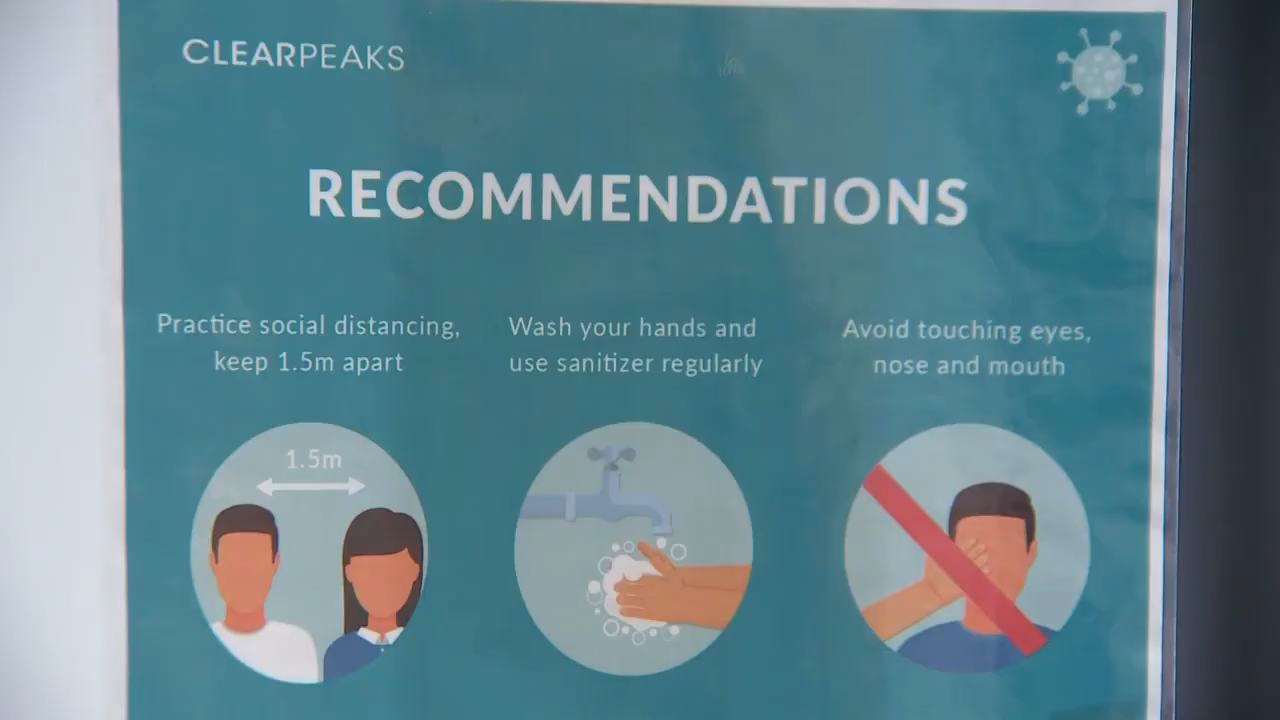 CLEARPEAKS
RECOMMENDATIONS
Practice social distancing,
keep 1.5m apart
Wash your hands and
use sanitizer regularly
Avoid touching eyes,
nose and mouth
1.5m